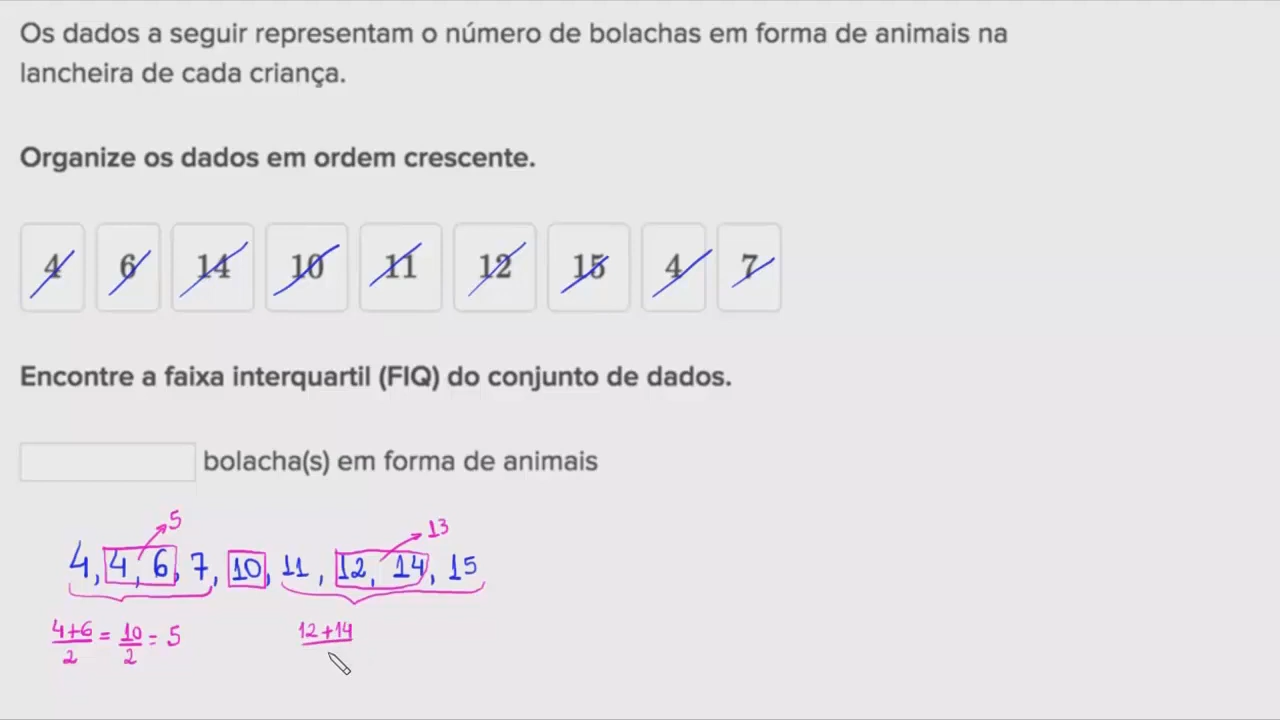 Os dados a seguir representam o número de bolachas em forma de animais na
lancheira de cada criança.
Organize os dados em ordem crescente.
4 6 14 10 11 12 15 4 7
Encontre a faixa interquartil (FIQ) do conjunto de dados.
bolacha(s) em forma de animais
5 13
4, 4, 6, 7, 10, 11, 12, 14, 15
4+6 = 10 = 5 12+14
2 2